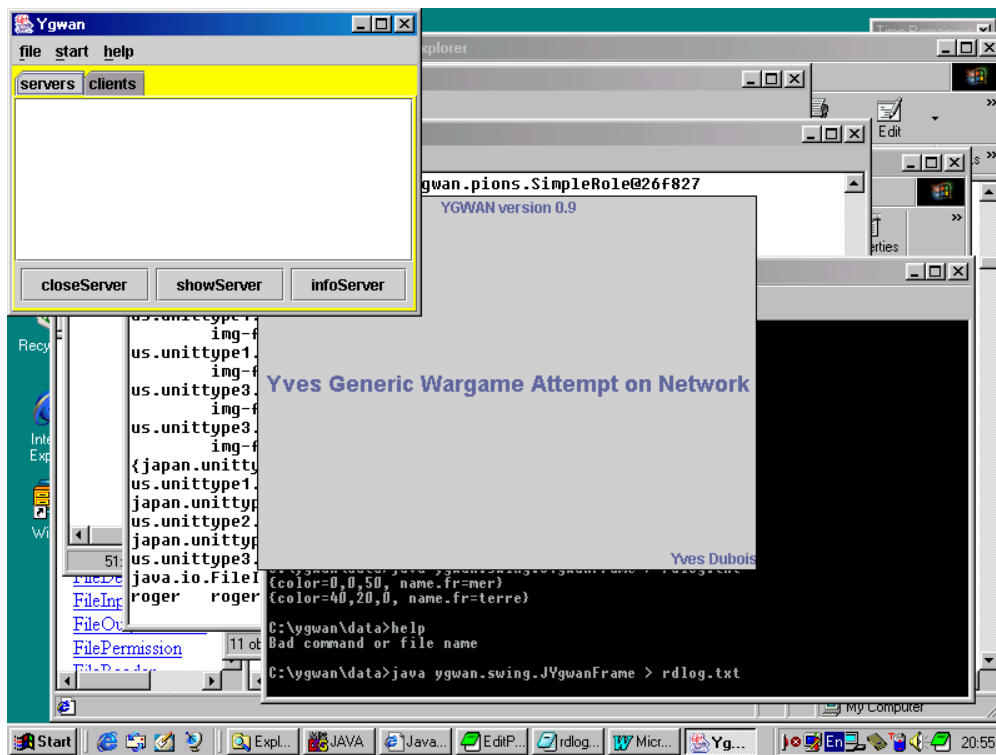 Ygwan
file start help
servers clients
closeServer showServer infoServer
xplorer
Edit
gwan.pions.SimpleRole@26f827
YGWAN version 0.9
Yves Generic Wargame Attempt on Network
Yves Dubois
img-f
us.unittype1.
img-f
us.unittype3.
img-f
us.unittype3.
img-f
{japan.unitty
us.unittype1.
japan.unittyp
us.unittype2.
japan.unittyp
us.unittype3.
java.io.FileI
roger roger
51:
FileInp
FileOu
FilePermission
11 ob
{color=0,0,50, name.fr=mer}
{color=40,20,0, name.fr=terre}
C:\ygwan\data>help
Bad command or file name
C:\ygwan\data>java ygwan.swing.JYgwanFrame > rdlog.txt
Recy
Inte
Exp
Wi
erties
My Computer
Start Expl... JAVA Java... EditP... rdlog... Micr... Yg... En 20:55